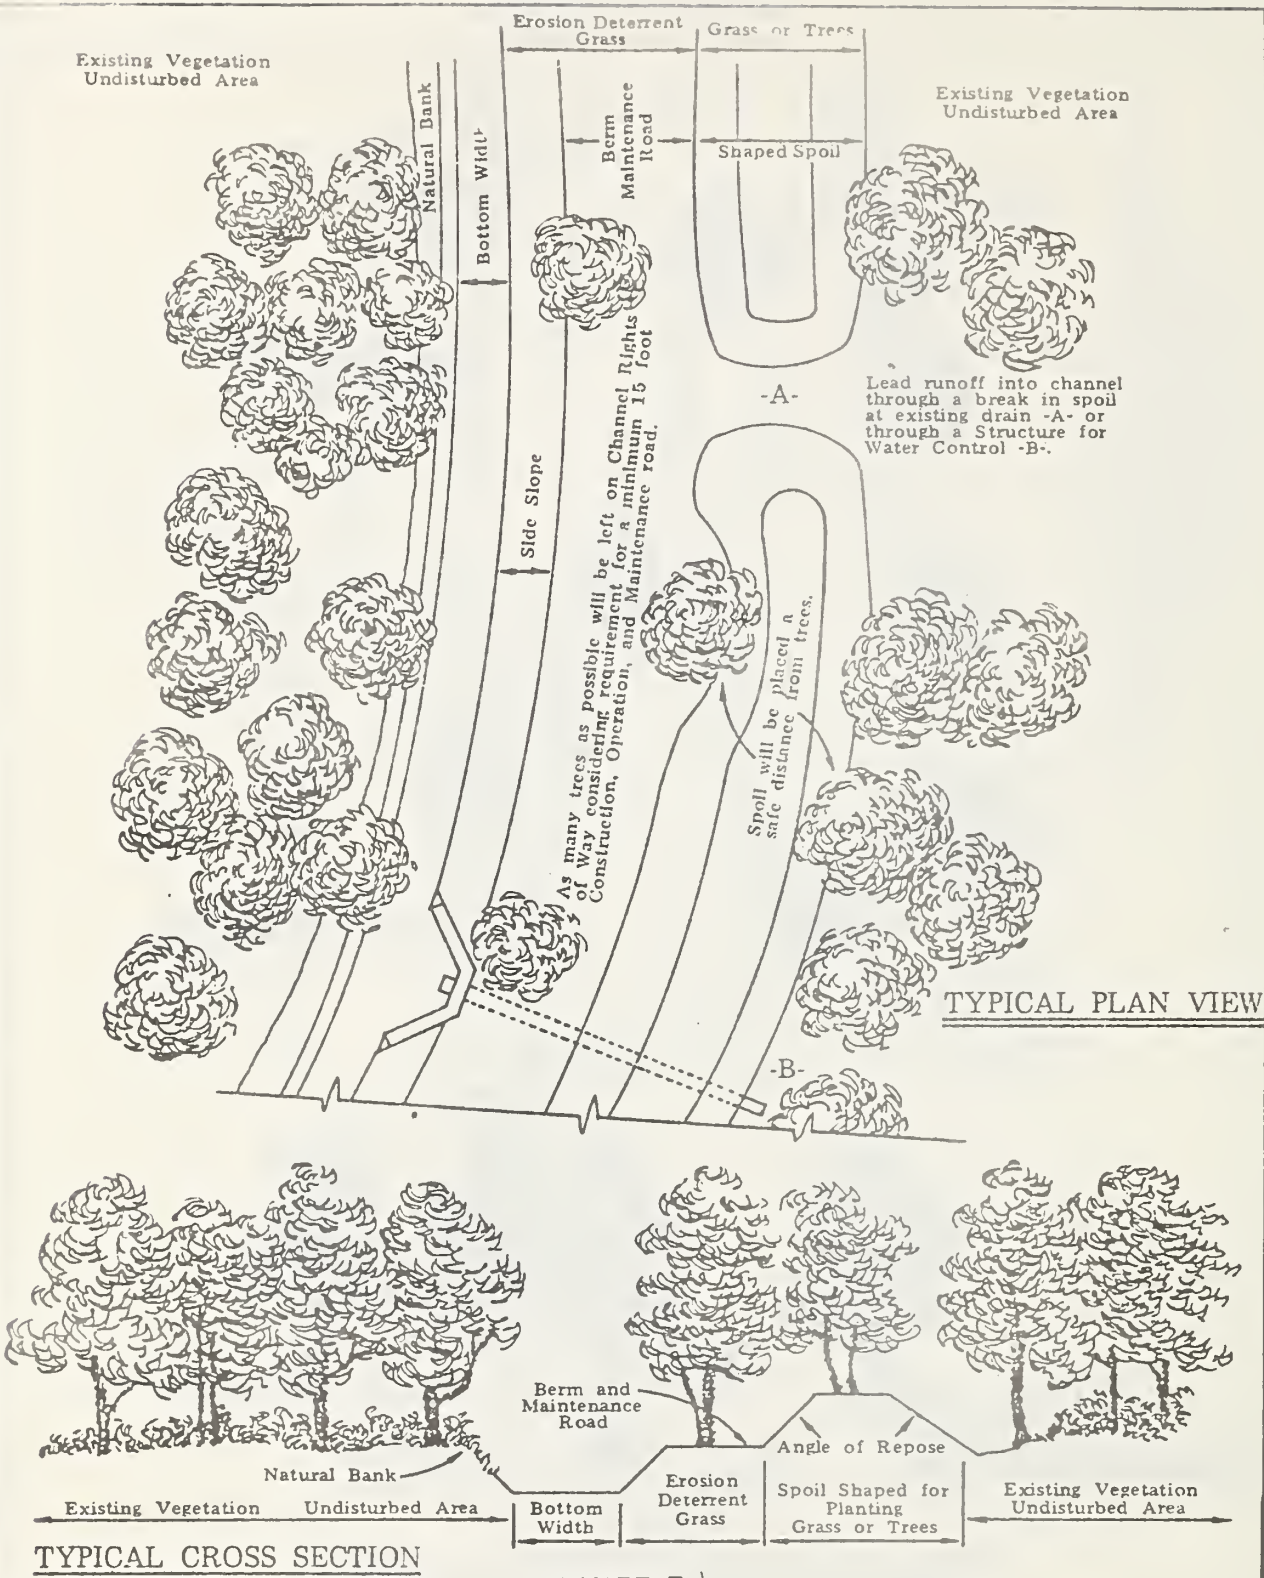 Erosion Deterrent
Grass
Grass or Trees
Existing Vegetation
Undisturbed Area
Existing Vegetation
Undisturbed Area
Natural Bank
Bottom Width
Berm
Maintenance
Road
Shaped Spoil
-A-
Lead runoff into channel
through a break in spoil
at existing drain -A- or
through a Structure for
Water Control -B-.
Side Slope
As many trees as possible will be left on Channel Rights
of Way considering requirement for a minimum 15 foot
Construction, Operation, and Maintenance road.
Spoil will be placed a
safe distance from trees.
TYPICAL PLAN VIEW
-B-
Berm and
Maintenance
Road
Angle of Repose
Natural Bank
Existing Vegetation Undisturbed Area
Bottom
Width
Erosion
Deterrent
Grass
Spoil Shaped for
Planting
Grass or Trees
Existing Vegetation
Undisturbed Area
TYPICAL CROSS SECTION